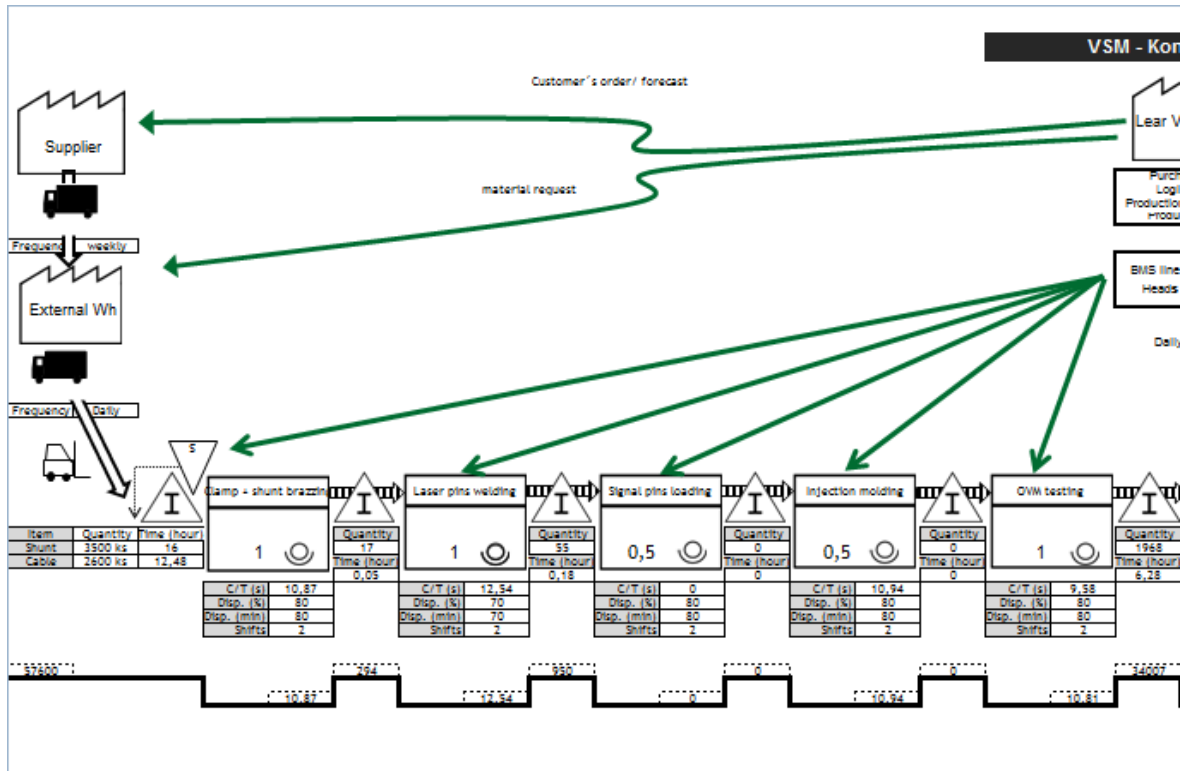 VSM - Kon
Customer´s order/ forecast
Lear V
Supplier
Purch
Logi
Production
Produ
material request
Frequenc weekly
BMS line
Heads
External Wh
Daily
Frequency Daily
S
I
Clamp + shunt brazzing
I
Laser pins welding
I
Signal pins loading
I
Injection molding
I
OVM testing
I
Item Quantity Time (hour)
Shunt 3500 ks 16
Cable 2600 ks 12,48
1
Quantity
17
Time (hour)
0,05
1
Quantity
55
Time (hour)
0,18
0,5
Quantity
0
Time (hour)
0
0,5
Quantity
0
Time (hour)
0
1
Quantity
1968
Time (hour)
6,28
C/T (s) 10,87
Disp. (%) 80
Disp. (min) 80
Shifts 2
C/T (s) 12,54
Disp. (%) 70
Disp. (min) 70
Shifts 2
C/T (s) 0
Disp. (%) 80
Disp. (min) 80
Shifts 2
C/T (s) 10,94
Disp. (%) 80
Disp. (min) 80
Shifts 2
C/T (s) 9,58
Disp. (%) 80
Disp. (min) 80
Shifts 2
57600 294 950 0 0 34007
10,87 12,54 0 10,94 10,81